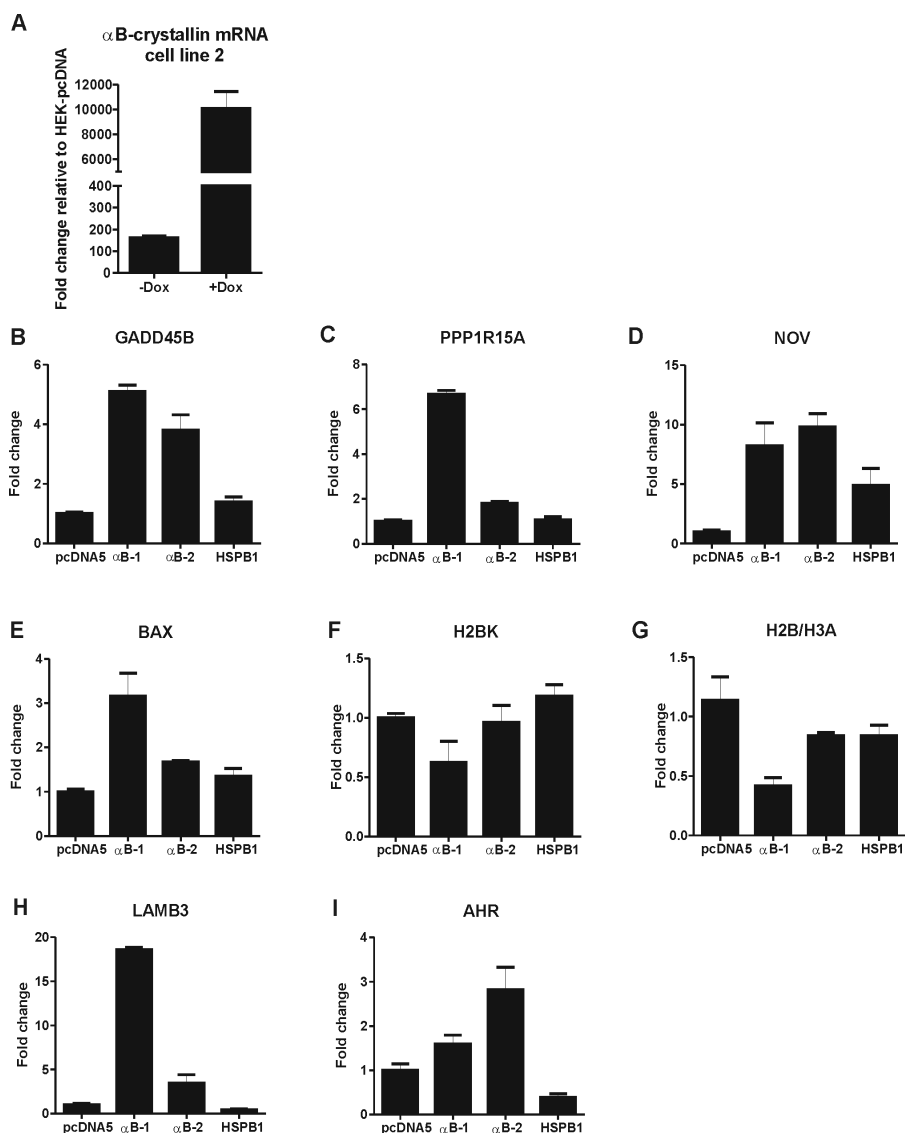 A
αB-crystallin mRNA
cell line 2
Fold change relative to HEK-pcDNA
12000
10000
8000
6000
400
300
200
100
0
-Dox +Dox
B GADD45B
Fold change
6
4
2
0
pcDNA5 αB-1 αB-2 HSPB1
C PPP1R15A
Fold change
8
6
4
2
0
pcDNA5 αB-1 αB-2 HSPB1
D NOV
Fold change
15
10
5
0
pcDNA5 αB-1 αB-2 HSPB1
E BAX
Fold change
4
3
2
1
0
pcDNA5 αB-1 αB-2 HSPB1
F H2BK
Fold change
1.5
1.0
0.5
0.0
pcDNA5 αB-1 αB-2 HSPB1
G H2B/H3A
Fold change
1.5
1.0
0.5
0.0
pcDNA5 αB-1 αB-2 HSPB1
H LAMB3
Fold change
20
15
10
5
0
pcDNA5 αB-1 αB-2 HSPB1
I AHR
Fold change
4
3
2
1
0
pcDNA5 αB-1 αB-2 HSPB1